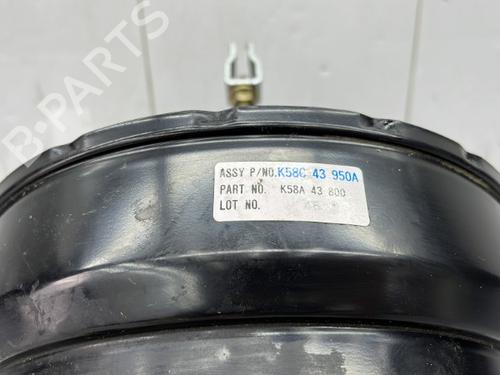 ASSY P/NO. K58C 43 950A
PART NO. K58A 43 800
LOT NO.
B-PARTS